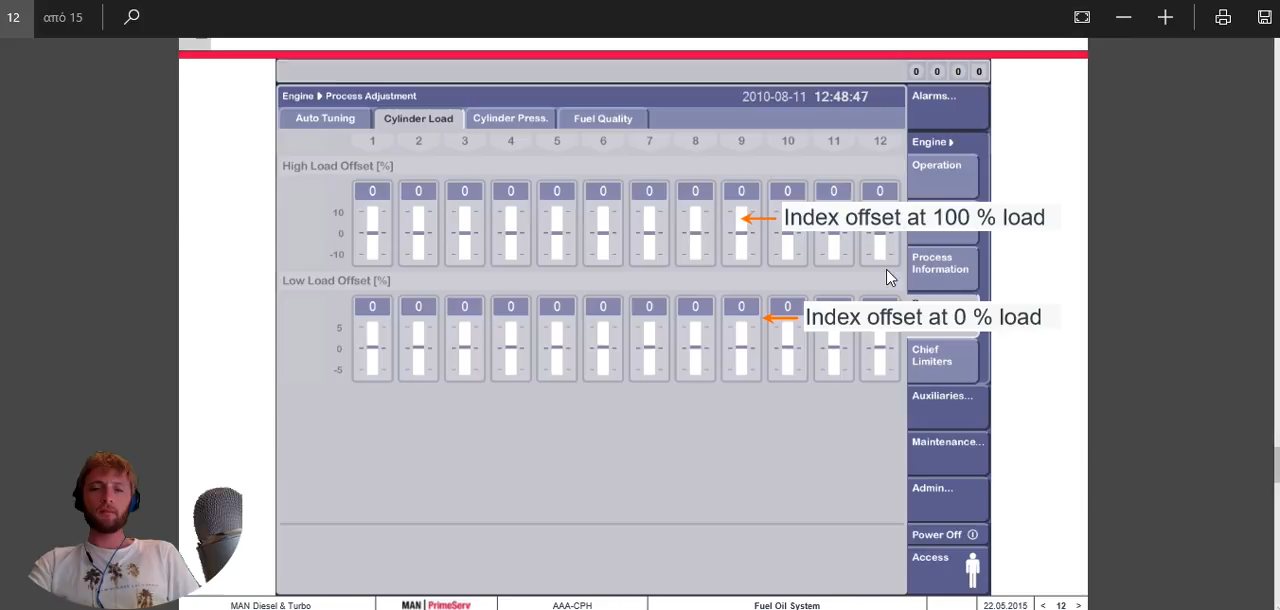 12 από 15
0 0 0 0
Engine Process Adjustment 2010-08-11 12:48:47 Alarms...
Auto Tuning Cylinder Load Cylinder Press. Fuel Quality
1 2 3 4 5 6 7 8 9 10 11 12 Engine
High Load Offset [%] Operation
0 0 0 0 0 0 0 0 0 0 0 0
10
Index offset at 100 % load
0
-10
Process
Information
Low Load Offset [%]
0 0 0 0 0 0 0 0 0 0
Index offset at 0 % load
5
0
-5
Chief
Limiters
Auxiliaries...
Maintenance...
Admin...
Power Off
Access
MAN Diesel & Turbo MAN | PrimeServ AAA-CPH Fuel Oil System 22.05.2015 < 12 >